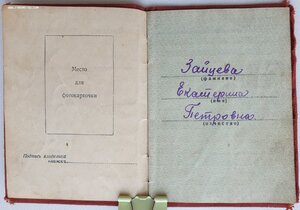 Место
для
фотокарточки
Подпись владельца
Зайцева
(фамилия)
Екатерина
(имя)
Петровна
(отчество)